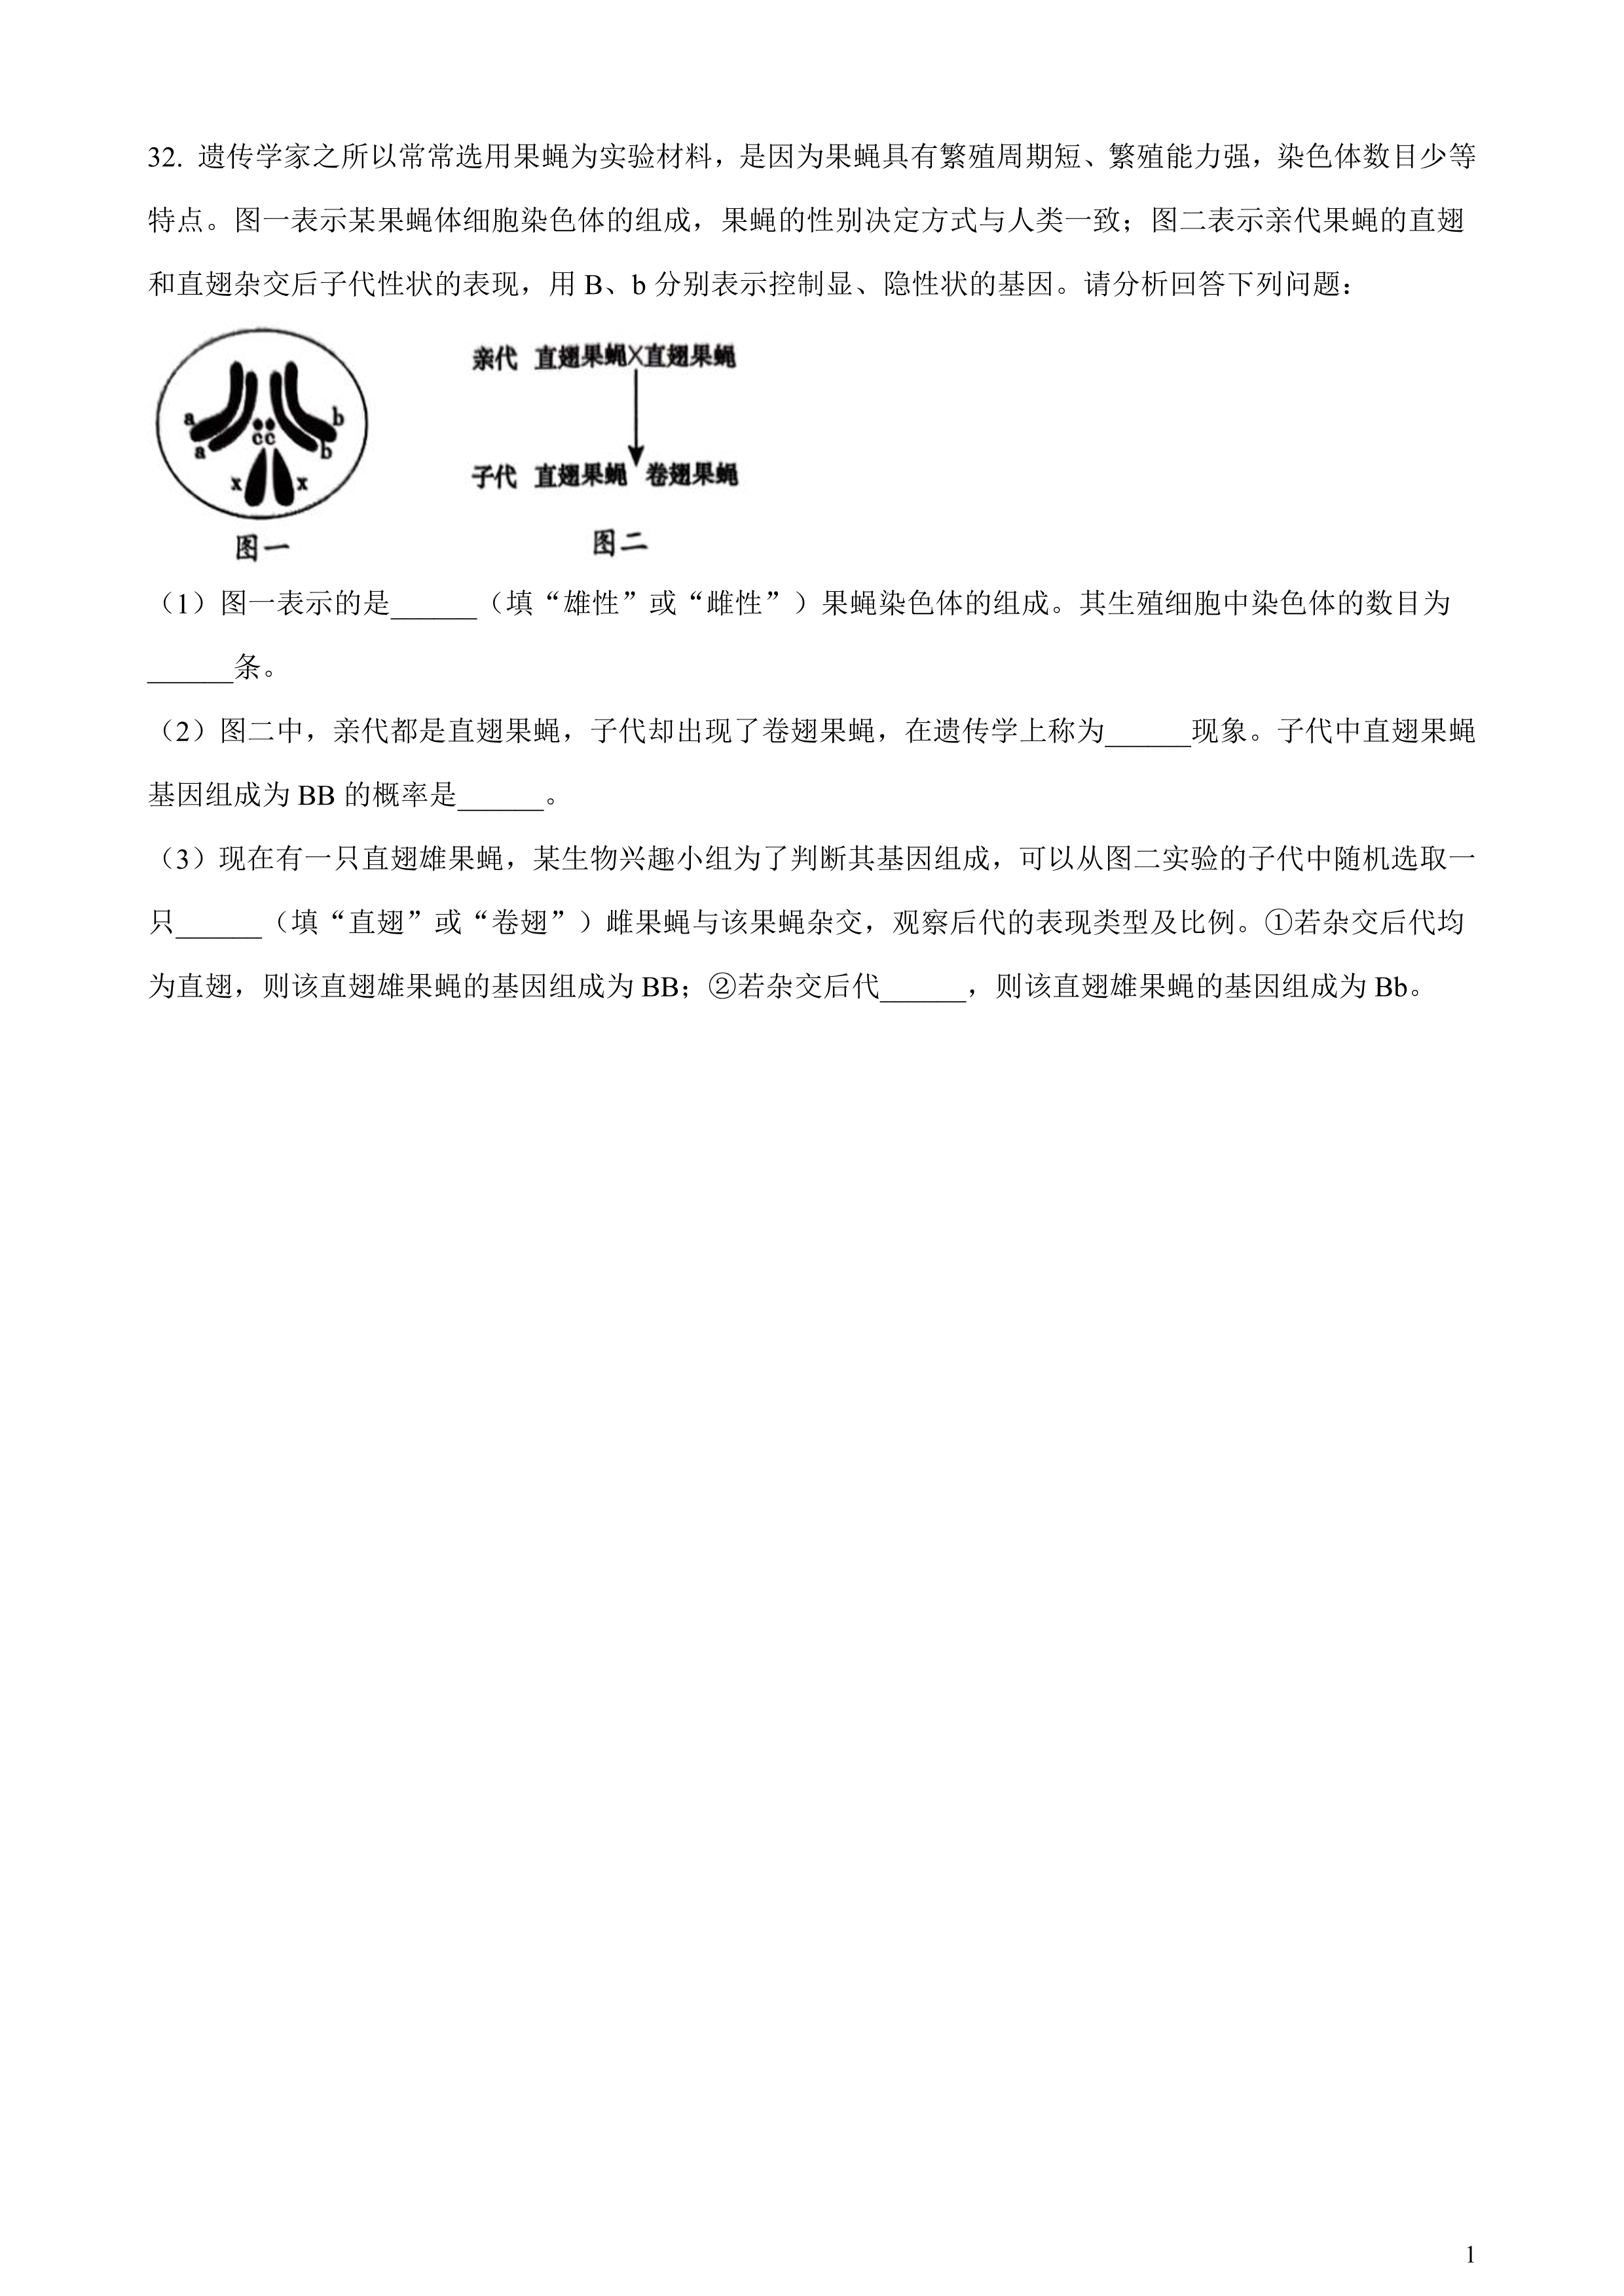 32. 遗传学家之所以常常选用果蝇为实验材料，是因为果蝇具有繁殖周期短、繁殖能力强，染色体数目少等
特点。图一表示某果蝇体细胞染色体的组成，果蝇的性别决定方式与人类一致；图二表示亲代果蝇的直翅
和直翅杂交后子代性状的表现，用 B、b 分别表示控制显、隐性状的基因。请分析回答下列问题：
a
b
cc
a
b
x
x
图一
亲代 直翅果蝇X直翅果蝇
子代 直翅果蝇 卷翅果蝇
图二
（1）图一表示的是______（填“雄性”或“雌性”）果蝇染色体的组成。其生殖细胞中染色体的数目为
______条。
（2）图二中，亲代都是直翅果蝇，子代却出现了卷翅果蝇，在遗传学上称为______现象。子代中直翅果蝇
基因组成为 BB 的概率是______。
（3）现在有一只直翅雄果蝇，某生物兴趣小组为了判断其基因组成，可以从图二实验的子代中随机选取一
只______（填“直翅”或“卷翅”）雌果蝇与该果蝇杂交，观察后代的表现类型及比例。①若杂交后代均
为直翅，则该直翅雄果蝇的基因组成为 BB；②若杂交后代______，则该直翅雄果蝇的基因组成为 Bb。
1